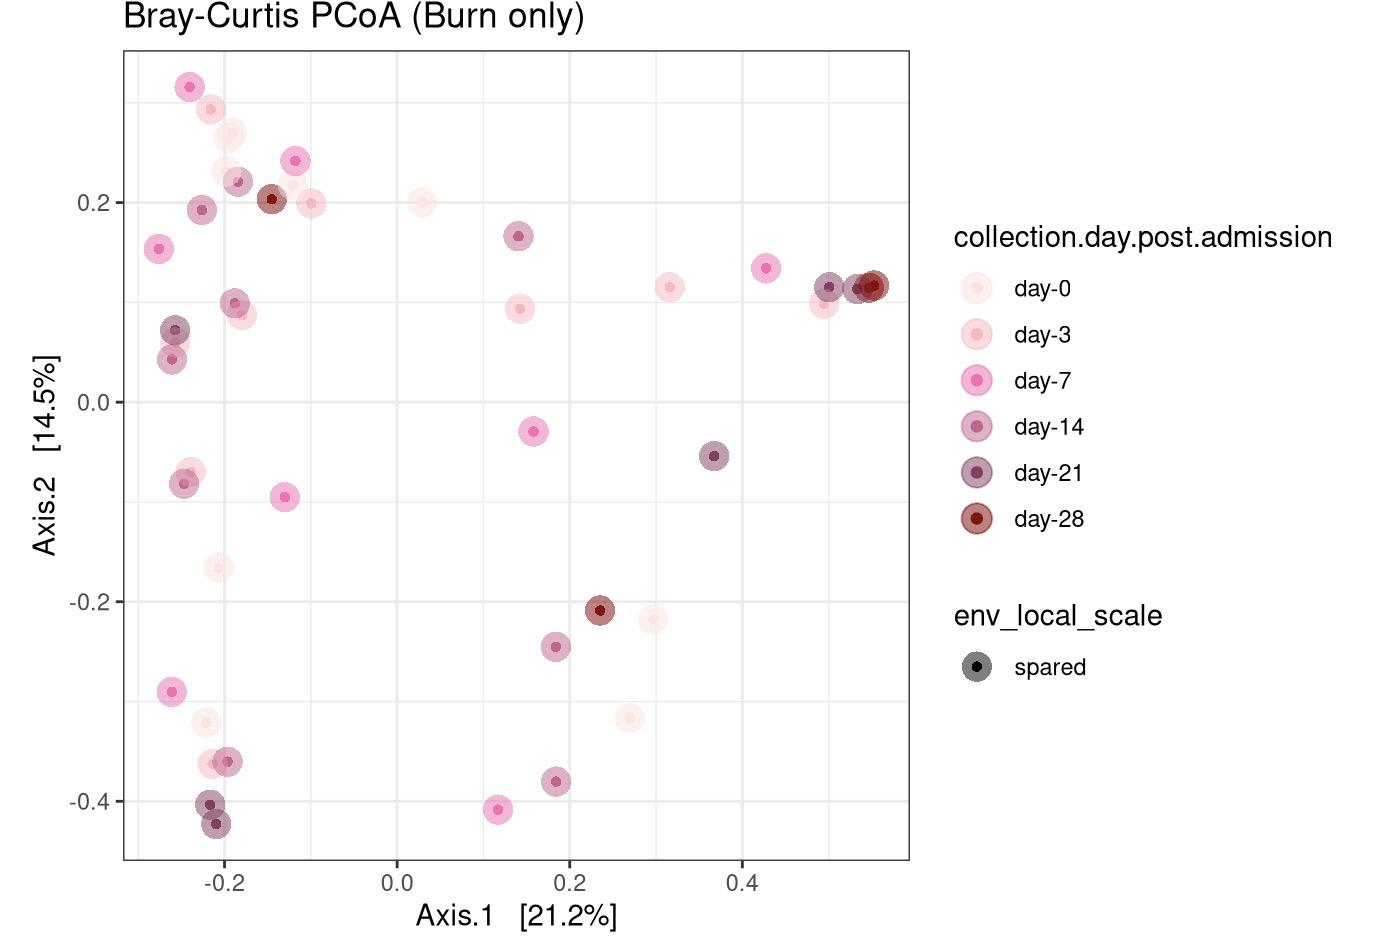 Bray-Curtis PCoA (Burn only)
0.2
0.0
-0.2
-0.4
Axis.2 [14.5%]
-0.2 0.0 0.2 0.4
Axis.1 [21.2%]
collection.day.post.admission
day-0
day-3
day-7
day-14
day-21
day-28
env_local_scale
spared